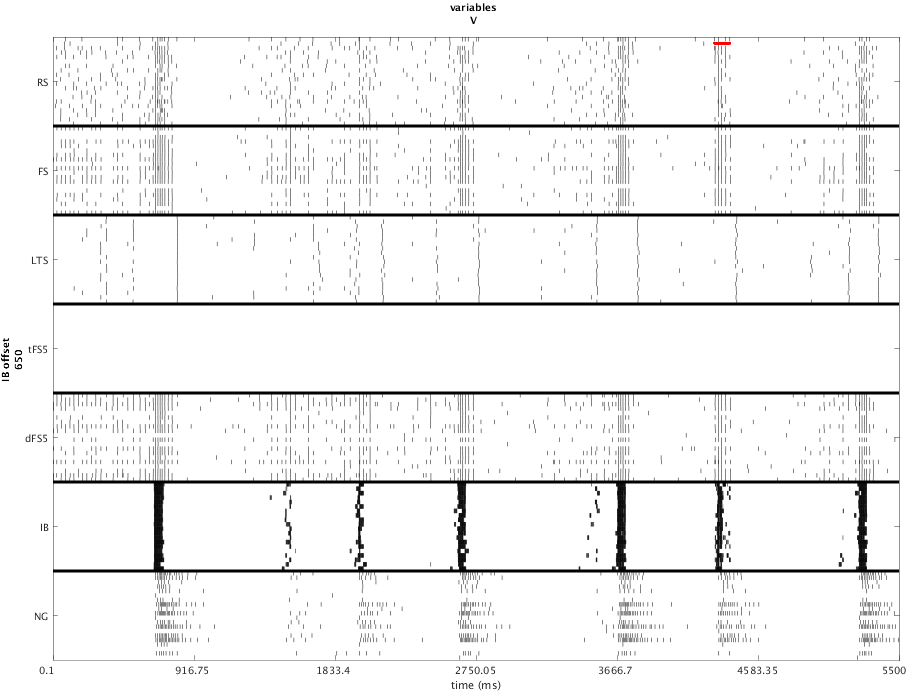 variables
V
RS
FS
LTS
tFS5
dFS5
IB
NG
IB offset
650
0.1 916.75 1833.4 2750.05 3666.7 4583.35 5500
time (ms)